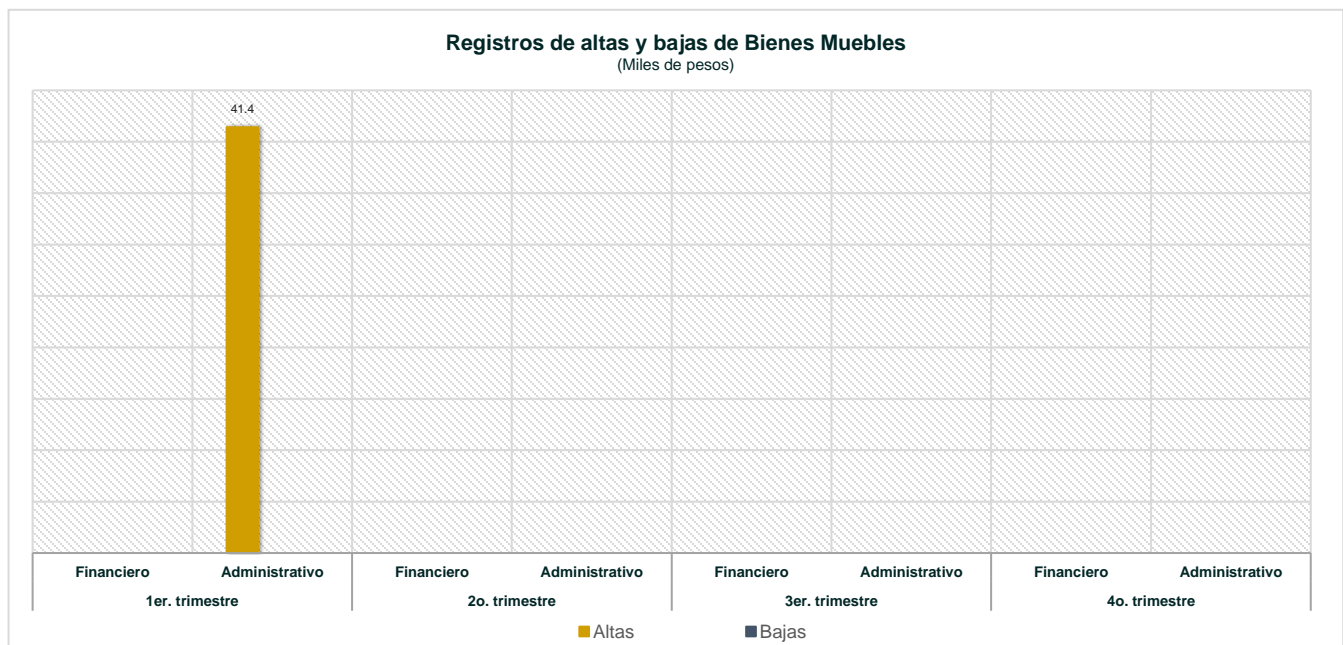 Registros de altas y bajas de Bienes Muebles
(Miles de pesos)
41.4
Financiero Administrativo Financiero Administrativo Financiero Administrativo Financiero Administrativo
1er. trimestre 2o. trimestre 3er. trimestre 4o. trimestre
Altas Bajas